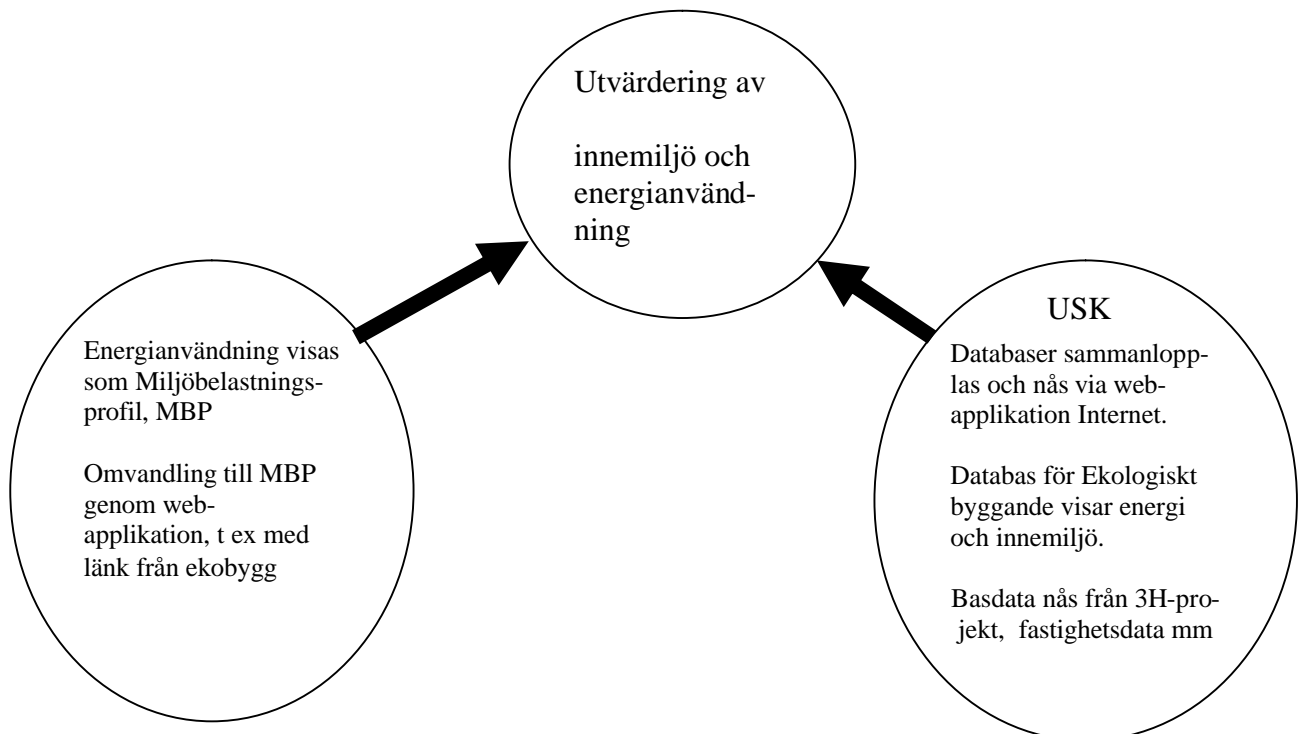 Utvärdering av
innemiljö och
energianvänd-
ning
Energianvändning visas
som Miljöbelastnings-
profil, MBP
Omvandling till MBP
genom web-
applikation, t ex med
länk från ekobygg
USK
Databaser sammanlopp-
las och nås via web-
applikation Internet.
Databas för Ekologiskt
byggande visar energi
och innemiljö.
Basdata nås från 3H-pro-
jekt, fastighetsdata mm